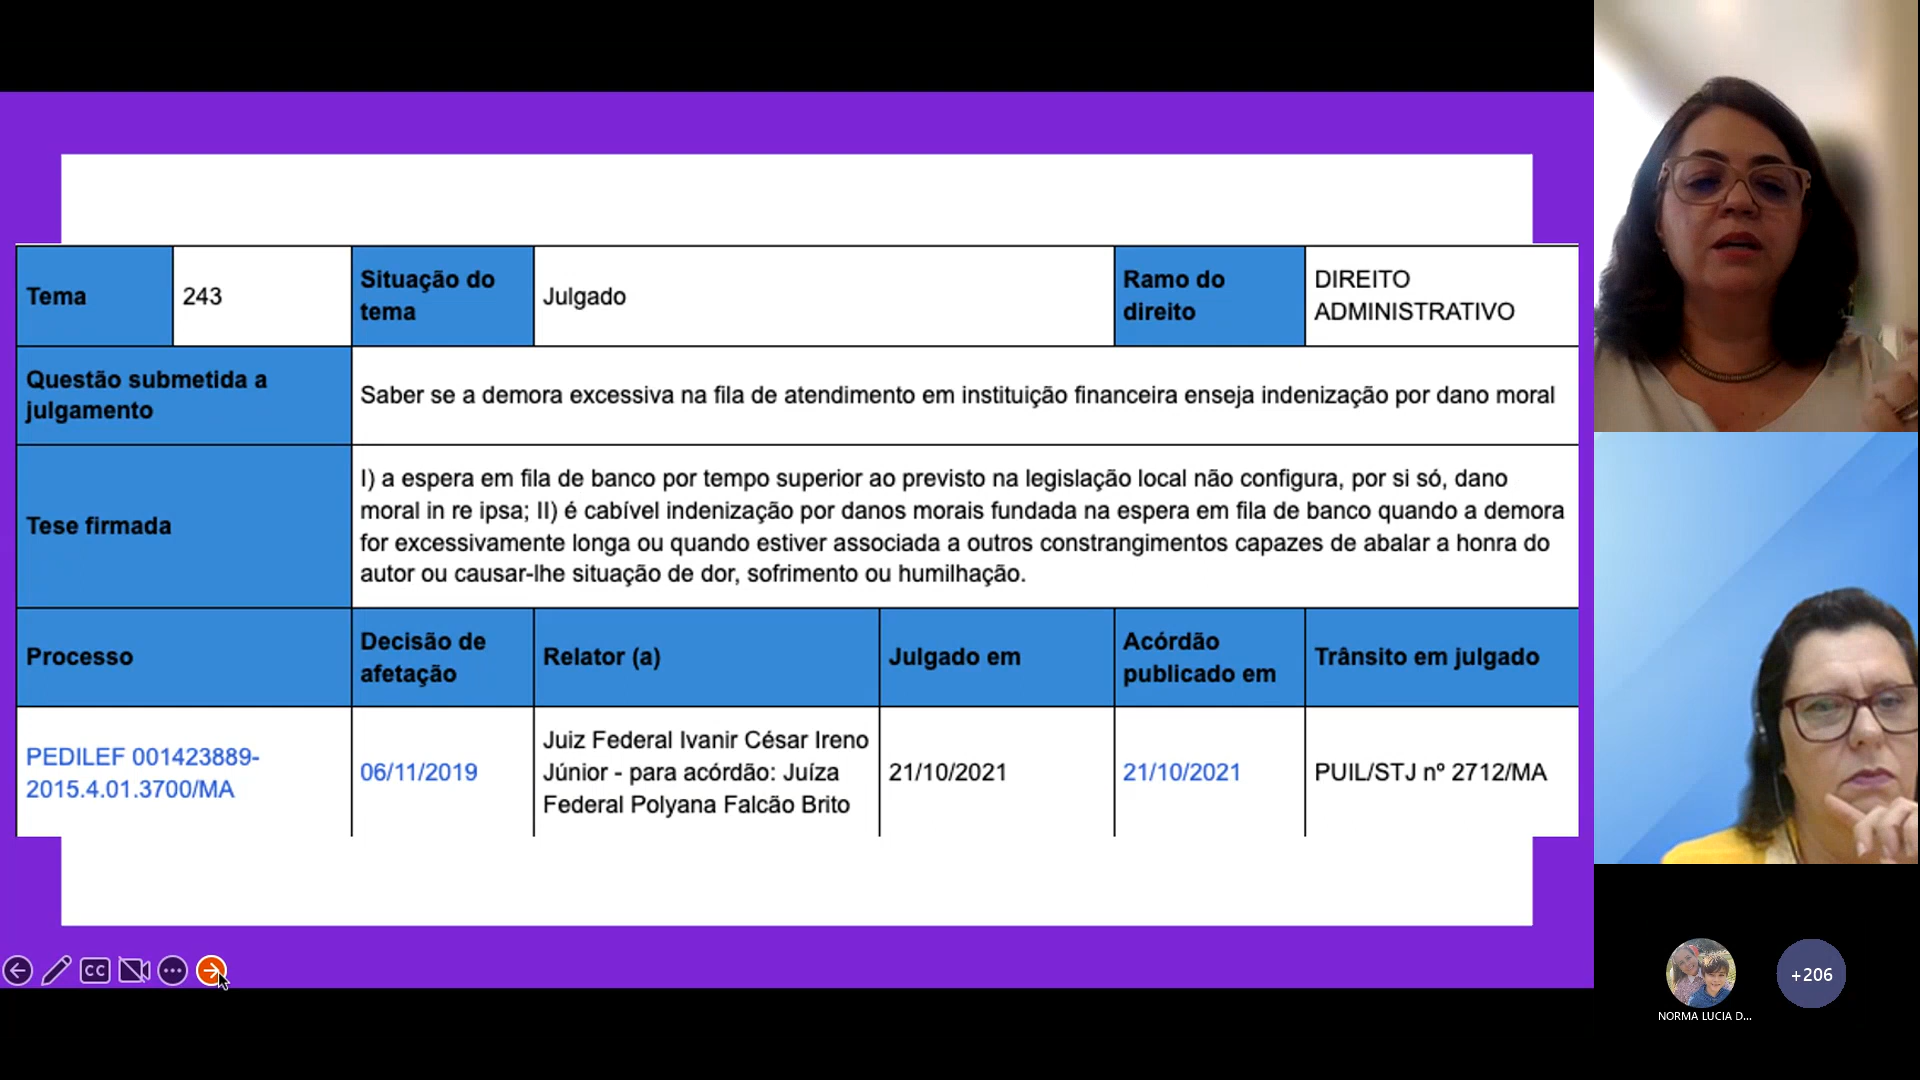 Tema
243
Situação do
tema
Julgado
Ramo do
direito
DIREITO
ADMINISTRATIVO
Questão submetida a
julgamento
Saber se a demora excessiva na fila de atendimento em instituição financeira enseja indenização por dano moral
Tese firmada
I) a espera em fila de banco por tempo superior ao previsto na legislação local não configura, por si só, dano
moral in re ipsa; II) é cabível indenização por danos morais fundada na espera em fila de banco quando a demora
for excessivamente longa ou quando estiver associada a outros constrangimentos capazes de abalar a honra do
autor ou causar-lhe situação de dor, sofrimento ou humilhação.
Processo
Decisão de
afetação
Relator (a)
Julgado em
Acórdão
publicado em
Trânsito em julgado
PEDILEF 001423889-
2015.4.01.3700/MA
06/11/2019
Juiz Federal Ivanir César Ireno
Júnior - para acórdão: Juíza
Federal Polyana Falcão Brito
21/10/2021
21/10/2021
PUIL/STJ nº 2712/MA
CC
+206
NORMA LUCIA D...